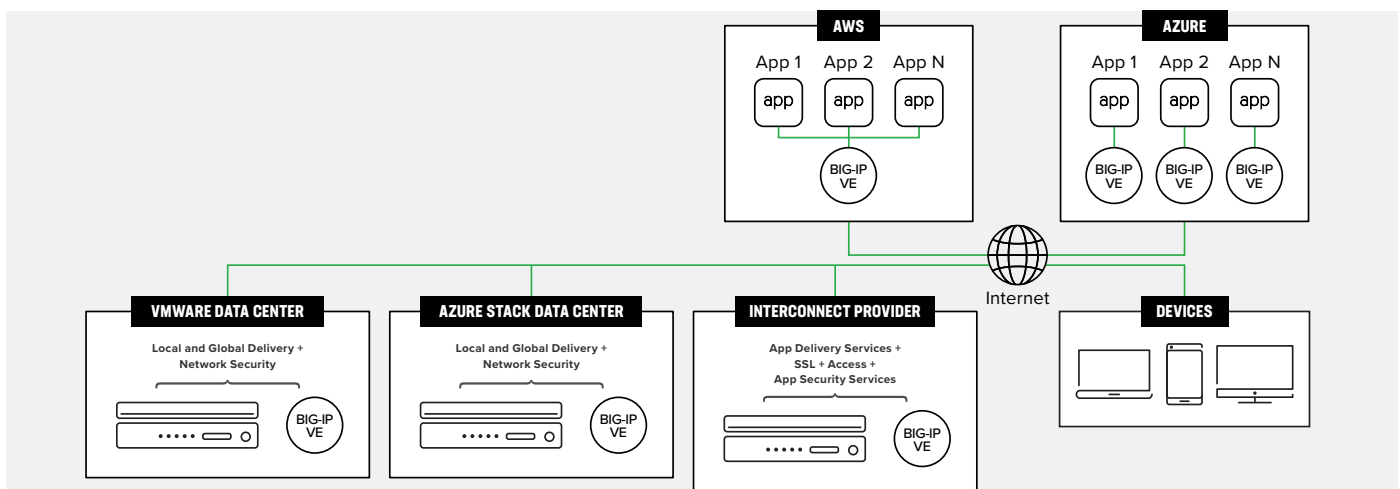 AWS
App 1 App 2 App N
app app app
BIG-IP
VE
AZURE
App 1 App 2 App N
app app app
BIG-IP BIG-IP BIG-IP
VE VE VE
Internet
VMWARE DATA CENTER
Local and Global Delivery +
Network Security
BIG-IP
VE
AZURE STACK DATA CENTER
Local and Global Delivery +
Network Security
BIG-IP
VE
INTERCONNECT PROVIDER
App Delivery Services +
SSL + Access +
App Security Services
BIG-IP
VE
DEVICES